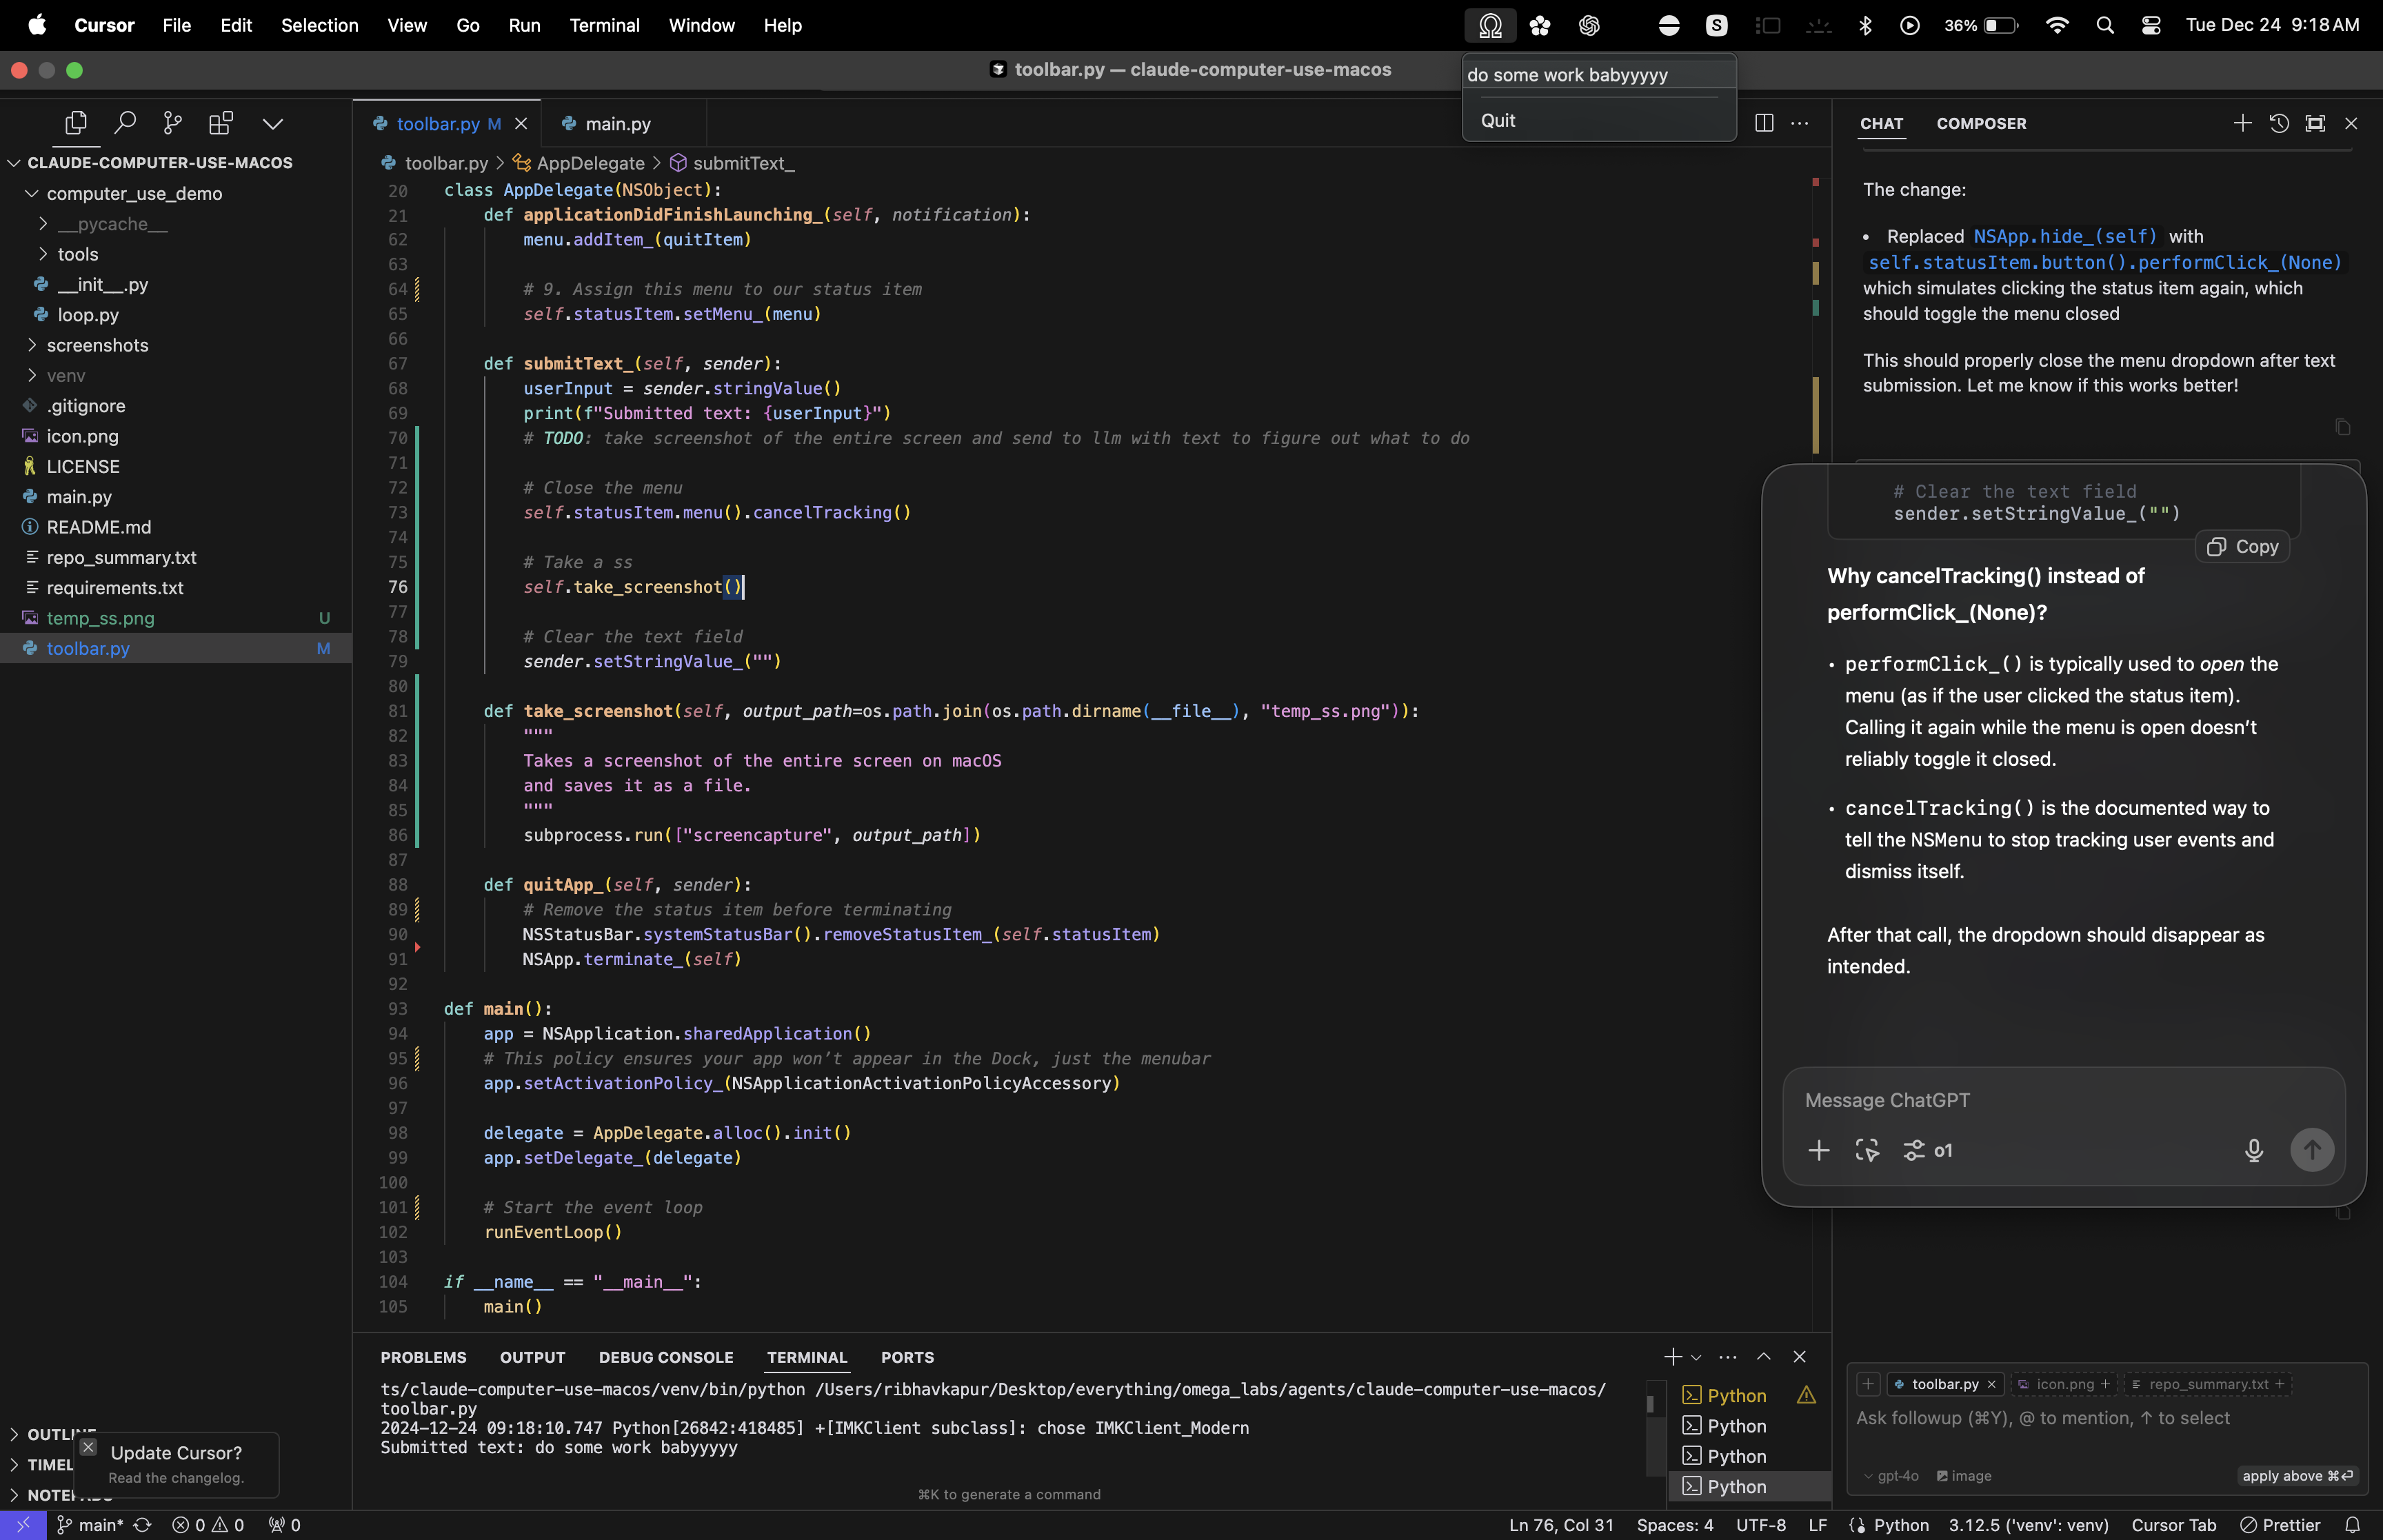 Cursor File Edit Selection View Go Run Terminal Window Help
S 36% Tue Dec 24 9:18 AM
toolbar.py — claude-computer-use-macos
do some work babyyyyy
Quit
CLAUDE-COMPUTER-USE-MACOS
computer_use_demo
__pycache__
tools
__init__.py
loop.py
screenshots
venv
.gitignore
icon.png
LICENSE
main.py
README.md
repo_summary.txt
requirements.txt
temp_ss.png U
toolbar.py M
OUTLINE
TIMEL
Update Cursor?
Read the changelog.
toolbar.py M main.py
toolbar.py > AppDelegate > submitText_
20 class AppDelegate(NSObject):
21 def applicationDidFinishLaunching_(self, notification):
62 menu.addItem_(quitItem)
63
64 # 9. Assign this menu to our status item
65 self.statusItem.setMenu_(menu)
66
67 def submitText_(self, sender):
68 userInput = sender.stringValue()
69 print(f"Submitted text: {userInput}")
70 # TODO: take screenshot of the entire screen and send to llm with text to figure out what to do
71
72 # Close the menu
73 self.statusItem.menu().cancelTracking()
74
75 # Take a ss
76 self.take_screenshot()
77
78 # Clear the text field
79 sender.setStringValue_("")
80
81 def take_screenshot(self, output_path=os.path.join(os.path.dirname(__file__), "temp_ss.png")):
82 """
83 Takes a screenshot of the entire screen on macOS
84 and saves it as a file.
85 """
86 subprocess.run(["screencapture", output_path])
87
88 def quitApp_(self, sender):
89 # Remove the status item before terminating
90 NSStatusBar.systemStatusBar().removeStatusItem_(self.statusItem)
91 NSApp.terminate_(self)
92
93 def main():
94 app = NSApplication.sharedApplication()
95 # This policy ensures your app won’t appear in the Dock, just the menubar
96 app.setActivationPolicy_(NSApplicationActivationPolicyAccessory)
97
98 delegate = AppDelegate.alloc().init()
99 app.setDelegate_(delegate)
100
101 # Start the event loop
102 runEventLoop()
103
104 if __name__ == "__main__":
105 main()
PROBLEMS OUTPUT DEBUG CONSOLE TERMINAL PORTS
ts/claude-computer-use-macos/venv/bin/python /Users/ribhavkapur/Desktop/everything/omega_labs/agents/claude-computer-use-macos/
toolbar.py
2024-12-24 09:18:10.747 Python[26842:418485] +[IMKClient subclass]: chose IMKClient_Modern
Submitted text: do some work babyyyyy
⌘K to generate a command
Python
Python
Python
Python
CHAT COMPOSER
The change:
• Replaced NSApp.hide_(self) with
self.statusItem.button().performClick_(None)
which simulates clicking the status item again, which
should toggle the menu closed
This should properly close the menu dropdown after text
submission. Let me know if this works better!
# Clear the text field
sender.setStringValue_("")
Copy
Why cancelTracking() instead of
performClick_(None)?
• performClick_() is typically used to open the
menu (as if the user clicked the status item).
Calling it again while the menu is open doesn’t
reliably toggle it closed.
• cancelTracking() is the documented way to
tell the NSMenu to stop tracking user events and
dismiss itself.
After that call, the dropdown should disappear as
intended.
Message ChatGPT
o1
toolbar.py icon.png repo_summary.txt
Ask followup (⌘Y), @ to mention, ↑ to select
gpt-4o image apply above ⌘⏎
main* 0 0 0
Ln 76, Col 31 Spaces: 4 UTF-8 LF Python 3.12.5 ('venv': venv) Cursor Tab Prettier